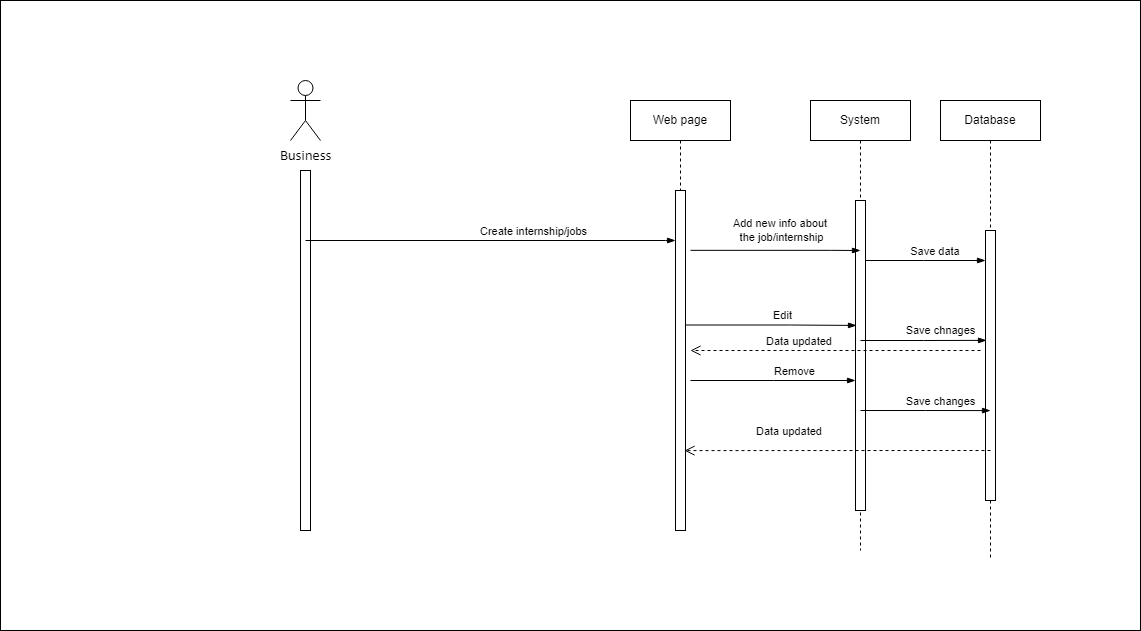 Business
Web page
System
Database
Create internship/jobs
Add new info about
the job/internship
Save data
Edit
Save chnages
Data updated
Remove
Save changes
Data updated